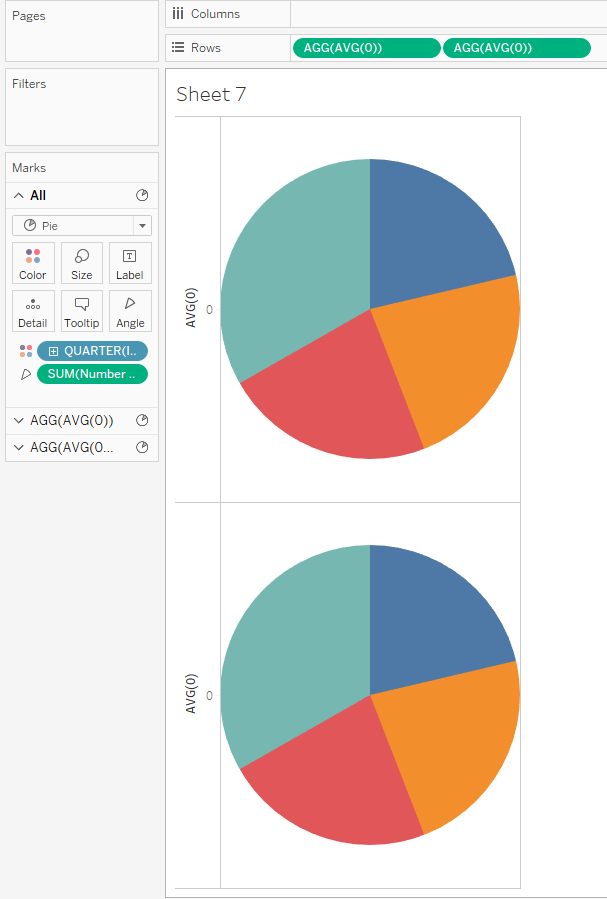 Pages
Columns
Rows
AGG(AVG(0))
AGG(AVG(0))
Filters
Sheet 7
Marks
All
Pie
Color
Size
Label
T
Detail
Tooltip
Angle
QUARTER(I..
SUM(Number ..
AGG(AVG(0))
AGG(AVG(0...
AVG(0)
0
AVG(0)
0